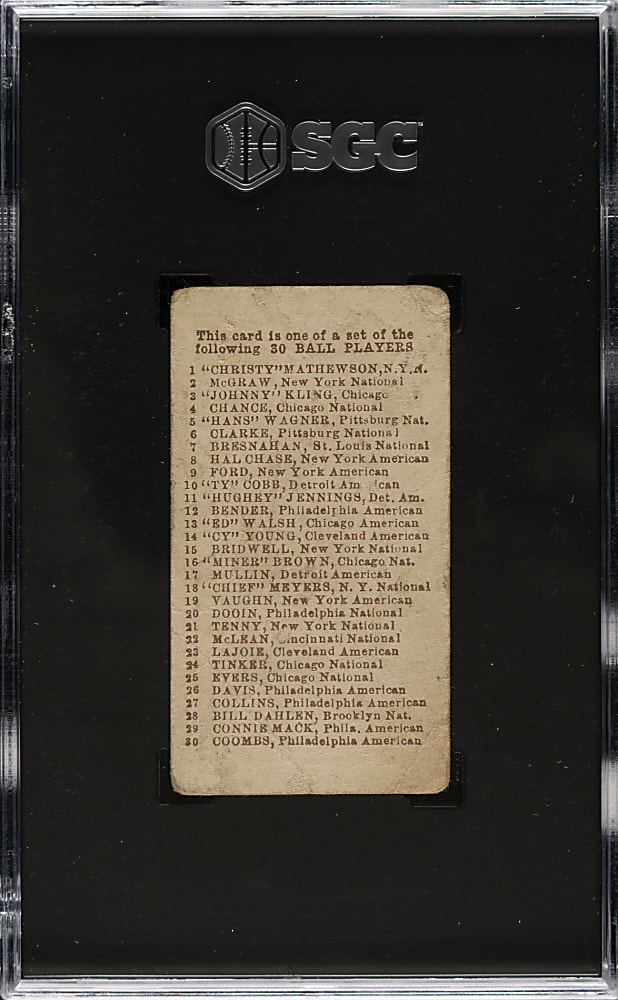 SGC
This card is one of a set of the
following 30 BALL PLAYERS
1 "CHRISTY" MATHEWSON, N.Y.N.
2 McGRAW, New York National
3 "JOHNNY" KLING, Chicago
4 CHANCE, Chicago National
5 "HANS" WAGNER, Pittsburg Nat.
6 CLARKE, Pittsburg National
7 BRESNAHAN, St. Louis National
8 HAL CHASE, New York American
9 FORD, New York American
10 "TY" COBB, Detroit
11 "HUGHEY" JENNINGS, Det. Am.
12 BENDER, Philadelphia American
13 "ED" WALSH, Chicago American
14 "CY" YOUNG, Cleveland American
15 BRIDWELL, New York National
16 "MINER" BROWN, Chicago Nat.
17 MULLIN, Detroit American
18 "CHIEF" MEYERS, N. Y. National
19 VAUGHN, New York American
20 DOOIN, Philadelphia National
21 TENNY, New York National
22 McLEAN, Cincinnati National
23 LAJOIE, Cleveland American
24 TINKER, Chicago National
25 EVERS, Chicago National
26 DAVIS, Philadelphia American
27 COLLINS, Philadelphia American
28 BILL DAHLEN, Brooklyn Nat.
29 CONNIE MACK, Phila. American
30 COOMBS, Philadelphia American